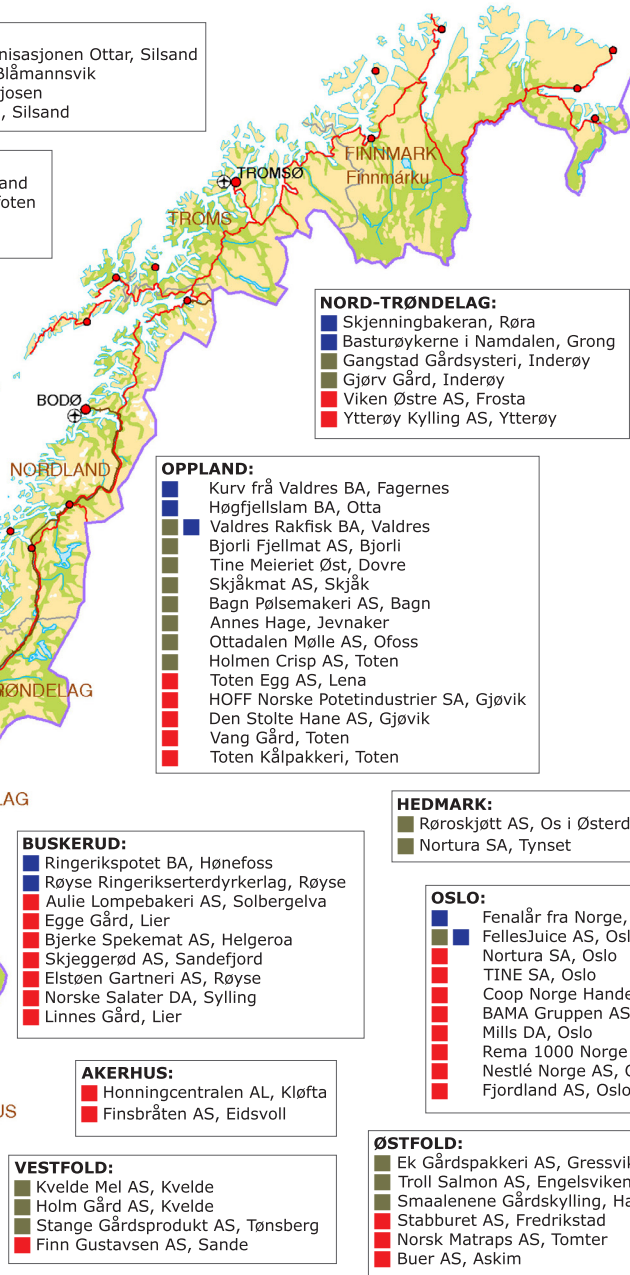 nisasjonen Ottar, Silsand
Blåmannsvik
josen
, Silsand
and
oten
TROMSØ
FINNMARK
Finnmárku
TROMS
BODØ
NORDLAND
RØNDELAG
LAG
US
NORD-TRØNDELAG:
Skjenningbakeran, Røra
Basturøykerne i Namdalen, Grong
Gangstad Gårdsysteri, Inderøy
Gjørv Gård, Inderøy
Viken Østre AS, Frosta
Ytterøy Kylling AS, Ytterøy
OPPLAND:
Kurv frå Valdres BA, Fagernes
Høgfjellslam BA, Otta
Valdres Rakfisk BA, Valdres
Bjorli Fjellmat AS, Bjorli
Tine Meieriet Øst, Dovre
Skjåkmat AS, Skjåk
Bagn Pølsemakeri AS, Bagn
Annes Hage, Jevnaker
Ottadalen Mølle AS, Ofoss
Holmen Crisp AS, Toten
Toten Egg AS, Lena
HOFF Norske Potetindustrier SA, Gjøvik
Den Stolte Hane AS, Gjøvik
Vang Gård, Toten
Toten Kålpakkeri, Toten
HEDMARK:
Røroskjøtt AS, Os i Østerd
Nortura SA, Tynset
BUSKERUD:
Ringerikspotet BA, Hønefoss
Røyse Ringerikserterdyrkerlag, Røyse
Aulie Lompebakeri AS, Solbergelva
Egge Gård, Lier
Bjerke Spekemat AS, Helgeroa
Skjeggerød AS, Sandefjord
Elstøen Gartneri AS, Røyse
Norske Salater DA, Sylling
Linnes Gård, Lier
OSLO:
Fenalår fra Norge,
FellesJuice AS, Osl
Nortura SA, Oslo
TINE SA, Oslo
Coop Norge Hande
BAMA Gruppen AS
Mills DA, Oslo
Rema 1000 Norge
Nestlé Norge AS, O
Fjordland AS, Oslo
AKERHUS:
Honningcentralen AL, Kløfta
Finsbråten AS, Eidsvoll
VESTFOLD:
Kvelde Mel AS, Kvelde
Holm Gård AS, Kvelde
Stange Gårdsprodukt AS, Tønsberg
Finn Gustavsen AS, Sande
ØSTFOLD:
Ek Gårdspakkeri AS, Gressvik
Troll Salmon AS, Engelsviken
Smaalenene Gårdskylling, Ha
Stabburet AS, Fredrikstad
Norsk Matraps AS, Tomter
Buer AS, Askim